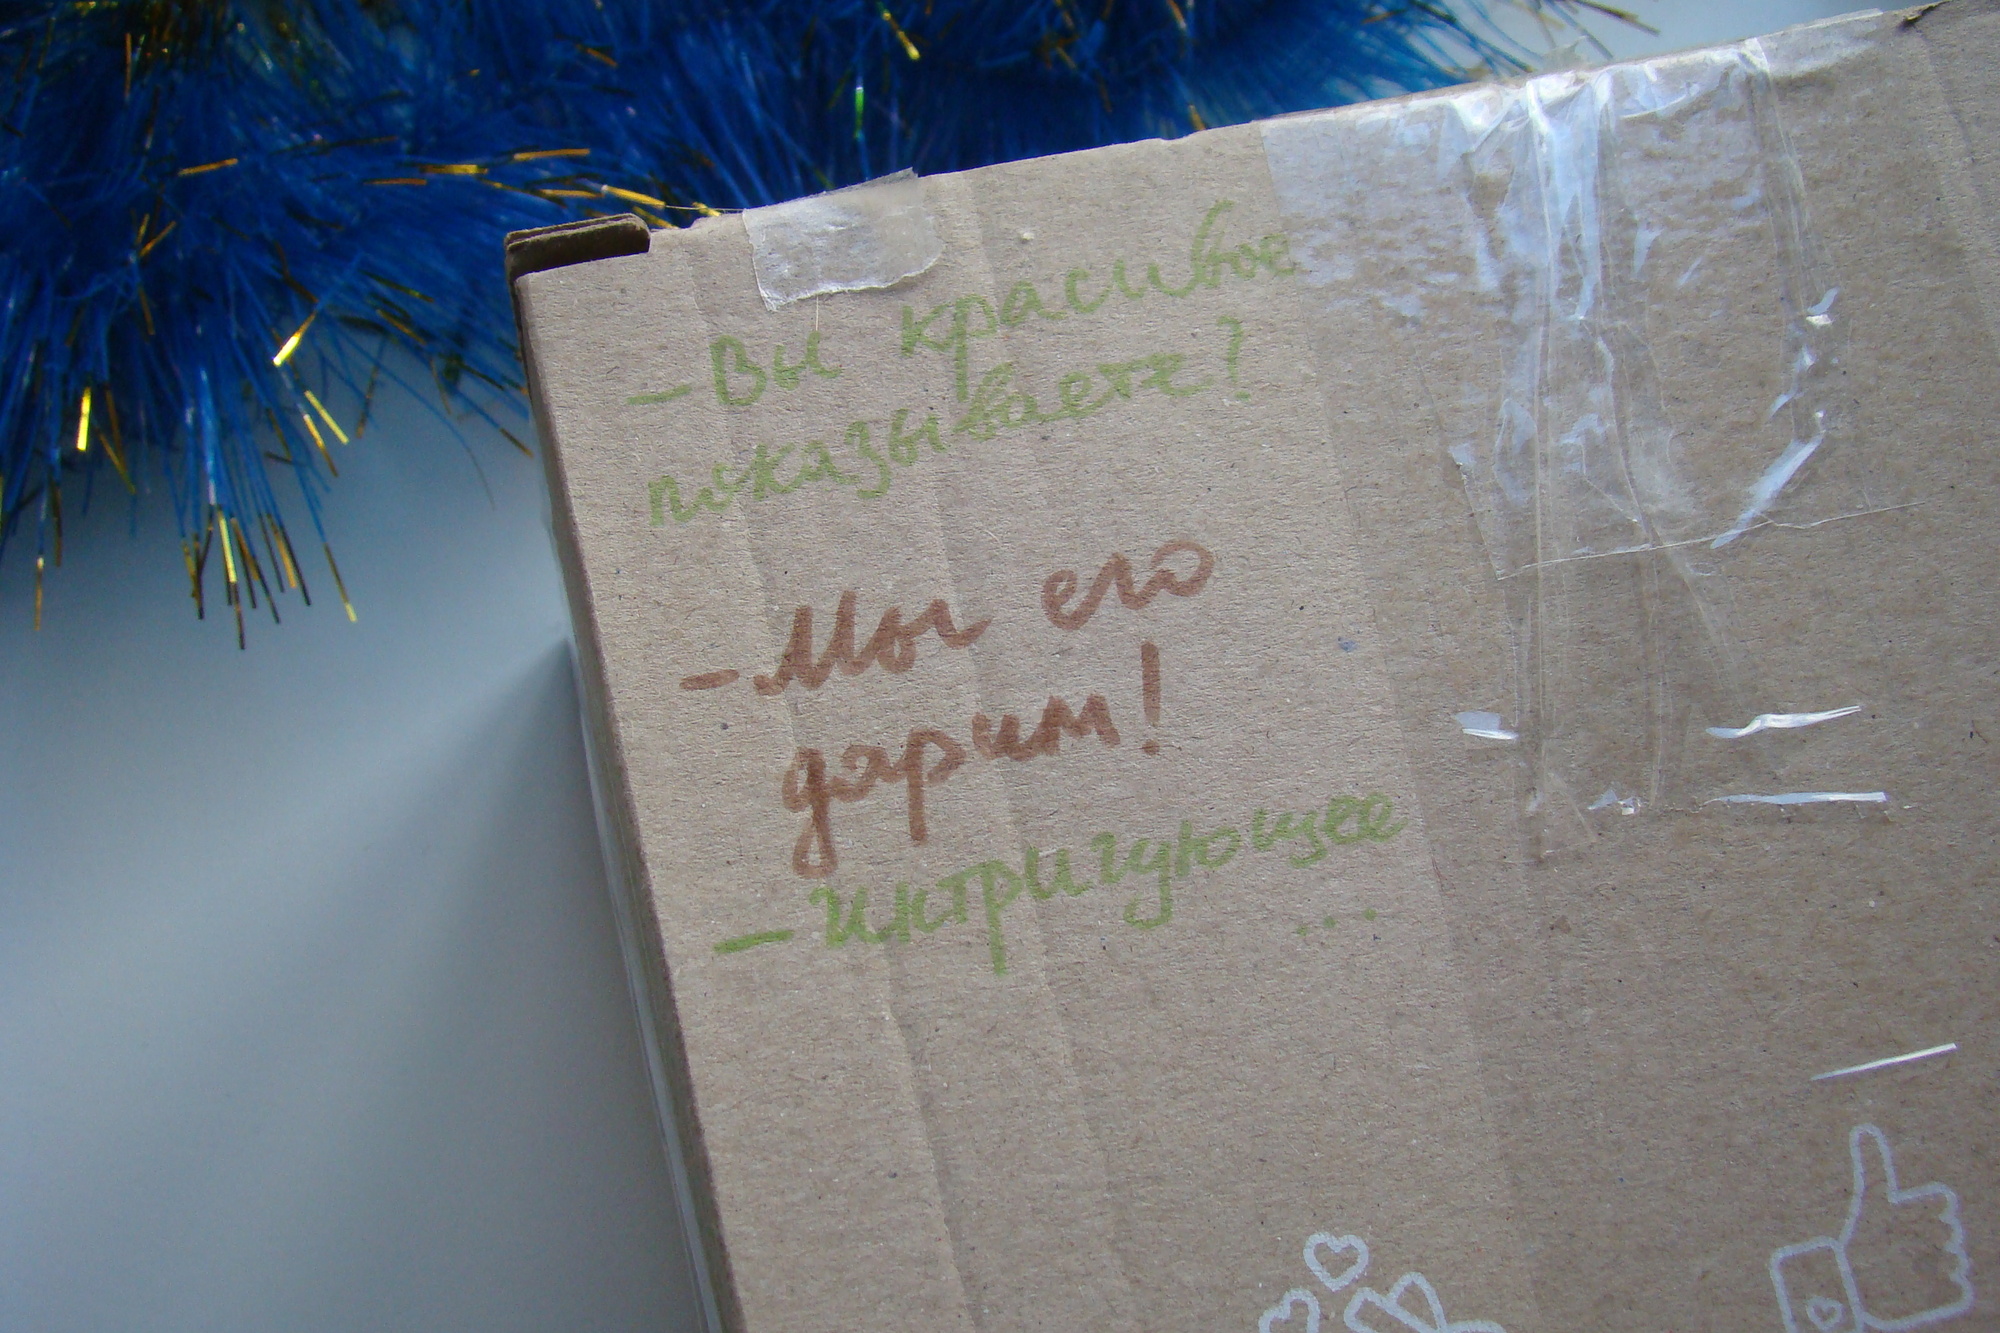 - Вы красивое
показываете!
- Мы его
дарим!
- интригующее
...